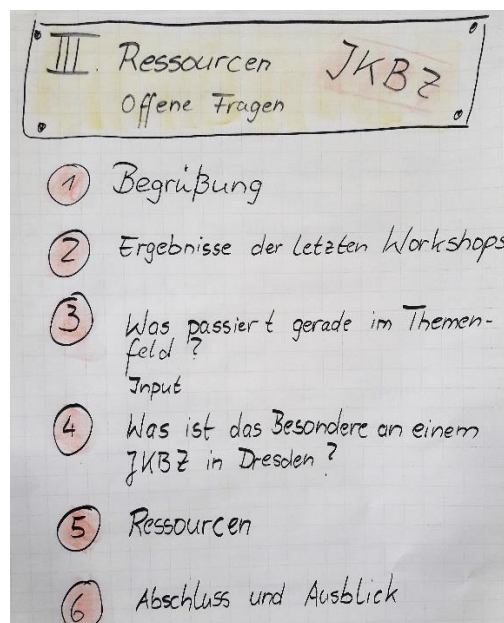 III. Ressourcen JKBZ
Offene Fragen
1 Begrüßung
2 Ergebnisse der letzten Workshops
3 Was passiert gerade im Themen-
feld?
Input
4 Was ist das Besondere an einem
JKBZ in Dresden?
5 Ressourcen
6 Abschluss und Ausblick